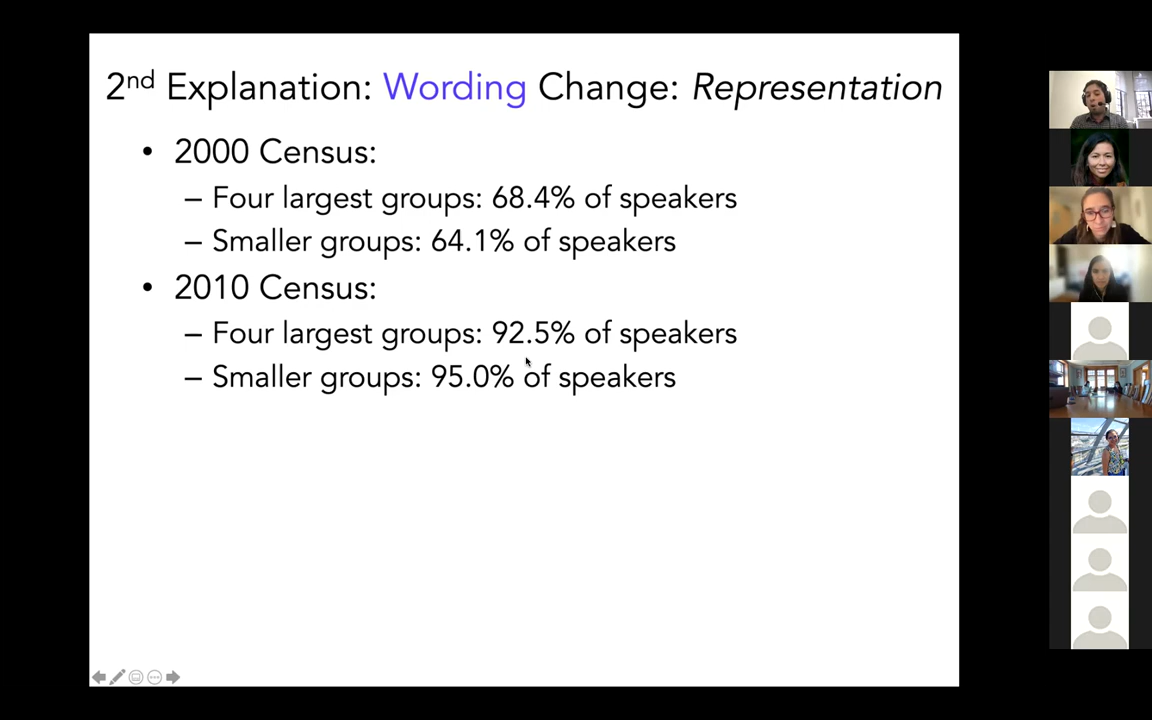 2nd Explanation: Wording Change: Representation
• 2000 Census:
– Four largest groups: 68.4% of speakers
– Smaller groups: 64.1% of speakers
• 2010 Census:
– Four largest groups: 92.5% of speakers
– Smaller groups: 95.0% of speakers